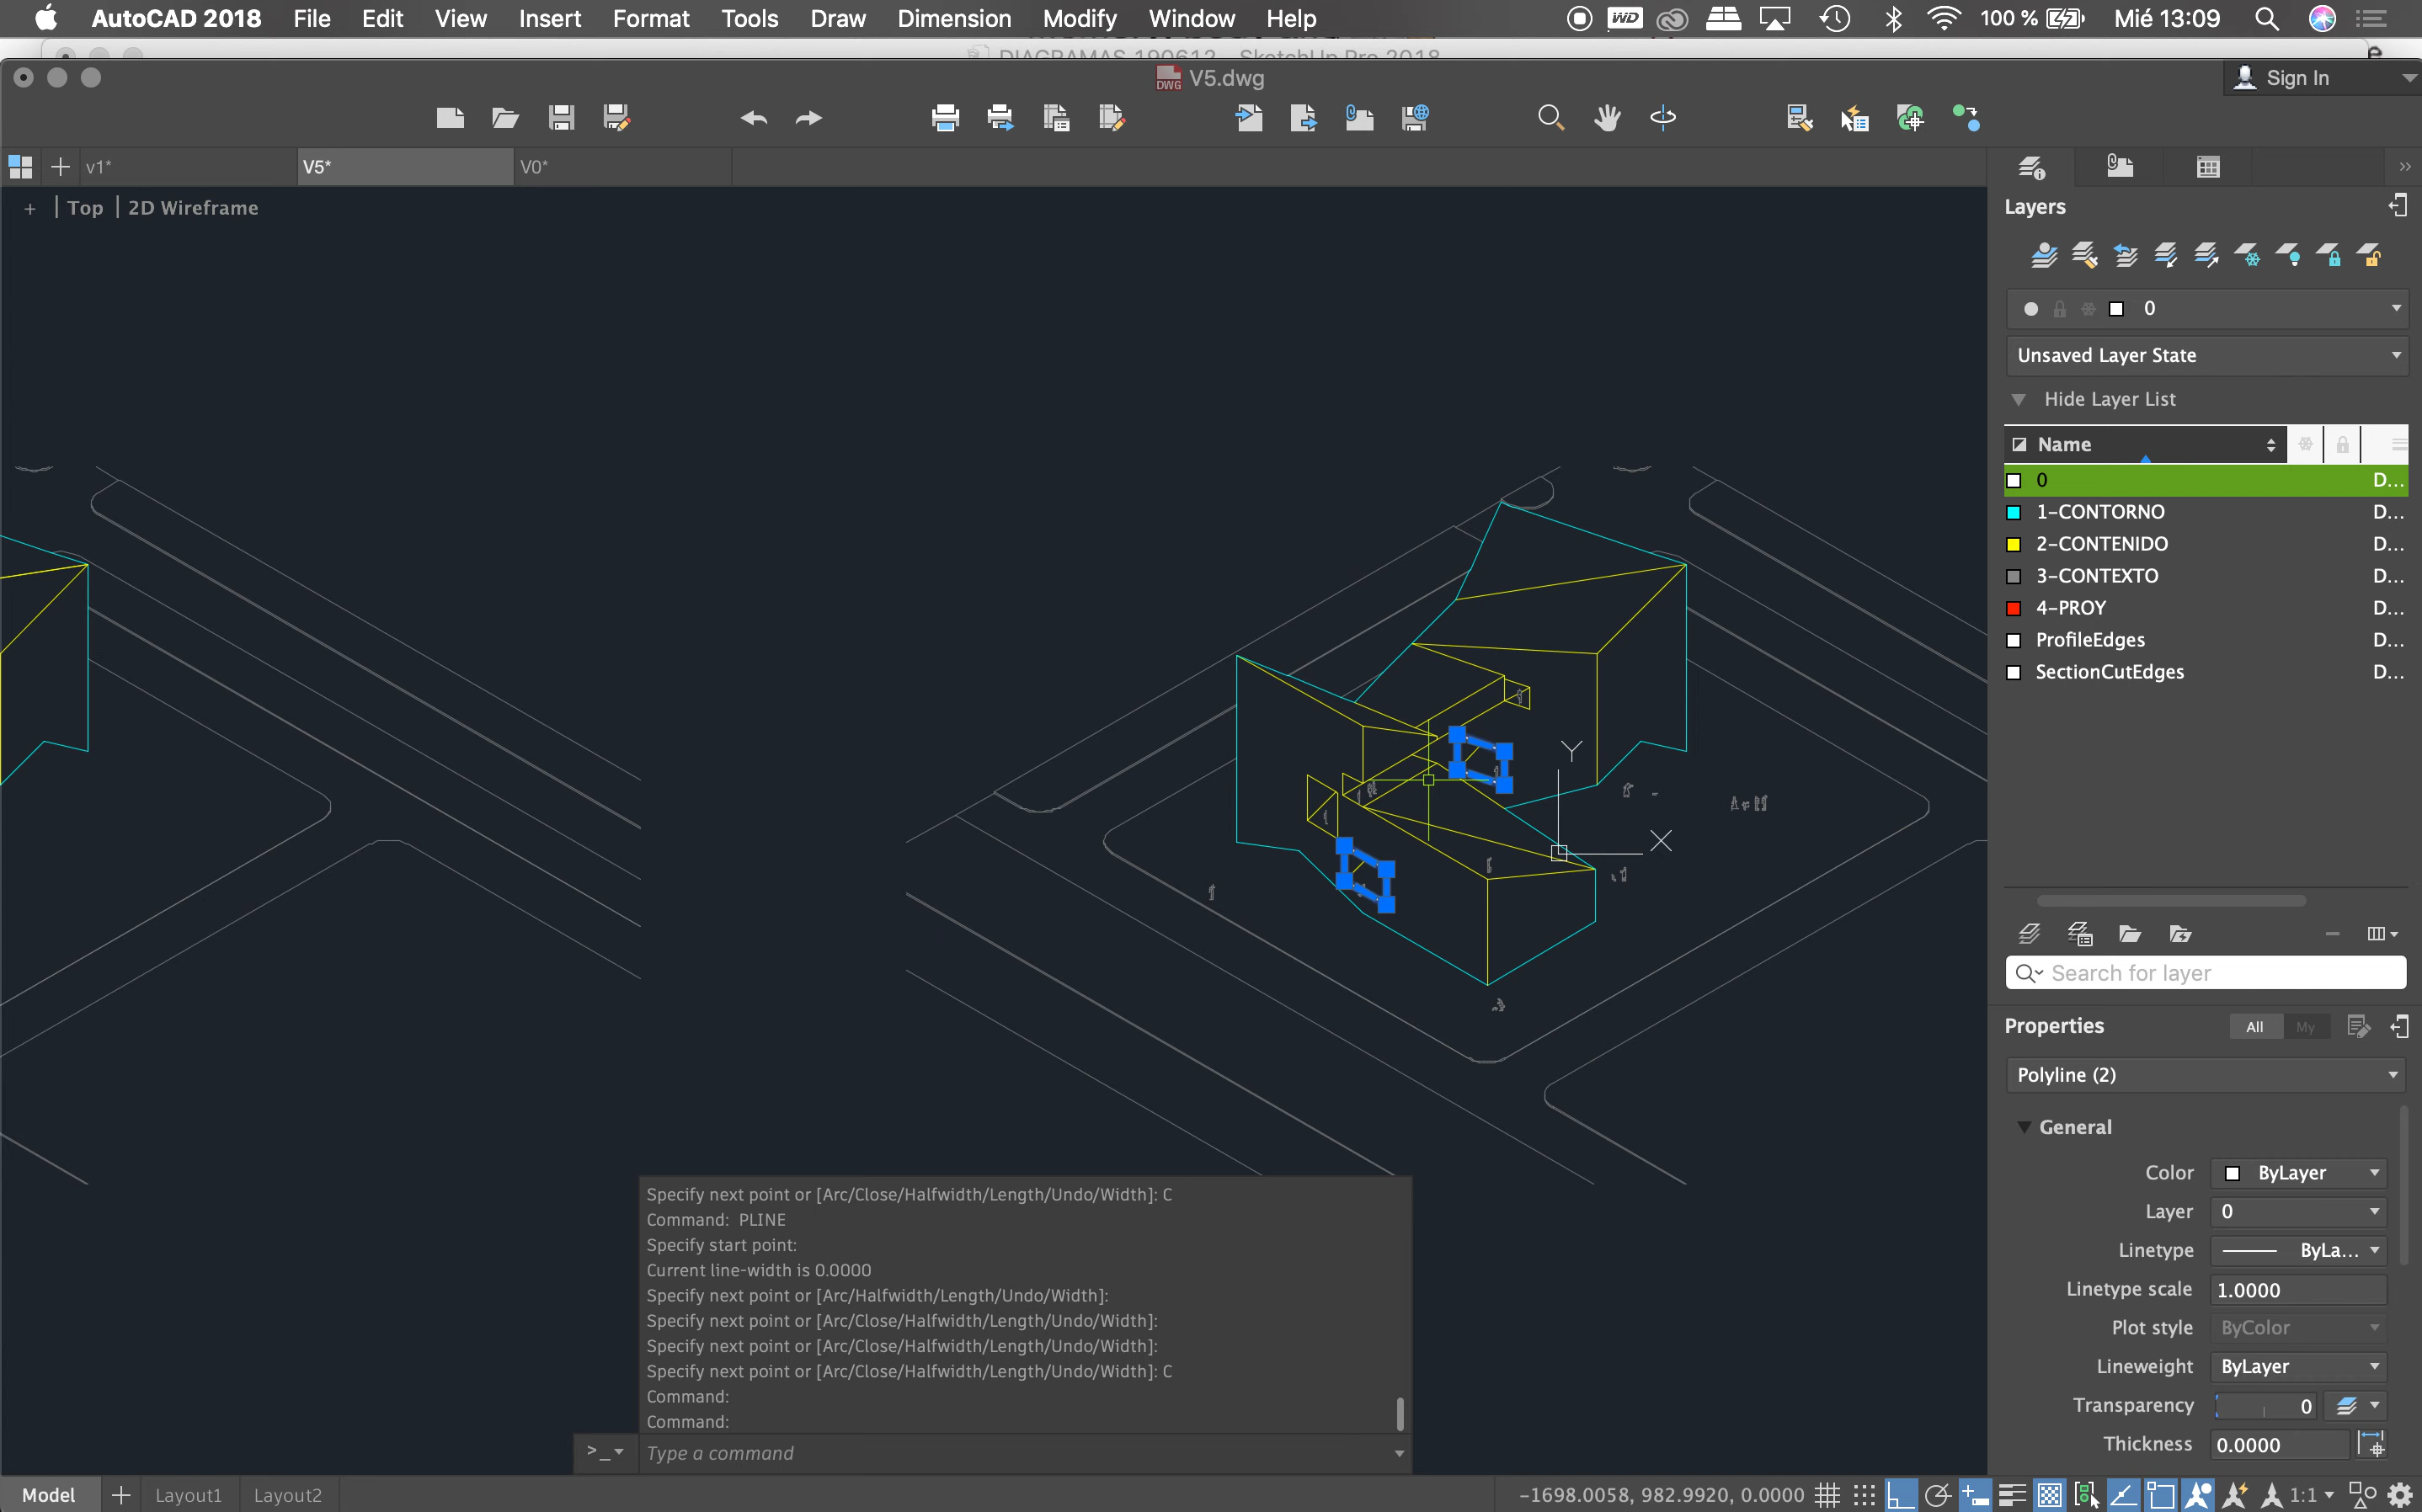 AutoCAD 2018 File Edit View Insert Format Tools Draw Dimension Modify Window Help WD 100 % Mié 13:09
DIAGRAMAS 190612 - SketchUp Pro 2018
DWG V5.dwg
Sign In
v1* V5* V0*
+ Top 2D Wireframe
Layers
0
Unsaved Layer State
Hide Layer List
Name
0 D...
1-CONTORNO D...
2-CONTENIDO D...
3-CONTEXTO D...
4-PROY D...
ProfileEdges D...
SectionCutEdges D...
Y
X
Search for layer
Properties All My
Polyline (2)
General
Color ByLayer
Layer 0
Linetype ByLa...
Linetype scale 1.0000
Plot style ByColor
Lineweight ByLayer
Transparency 0
Thickness 0.0000
Specify next point or [Arc/Close/Halfwidth/Length/Undo/Width]: C
Command: PLINE
Specify start point:
Current line-width is 0.0000
Specify next point or [Arc/Halfwidth/Length/Undo/Width]:
Specify next point or [Arc/Close/Halfwidth/Length/Undo/Width]:
Specify next point or [Arc/Close/Halfwidth/Length/Undo/Width]:
Specify next point or [Arc/Close/Halfwidth/Length/Undo/Width]: C
Command:
Command:
>_ Type a command
Model Layout1 Layout2 -1698.0058, 982.9920, 0.0000 1:1